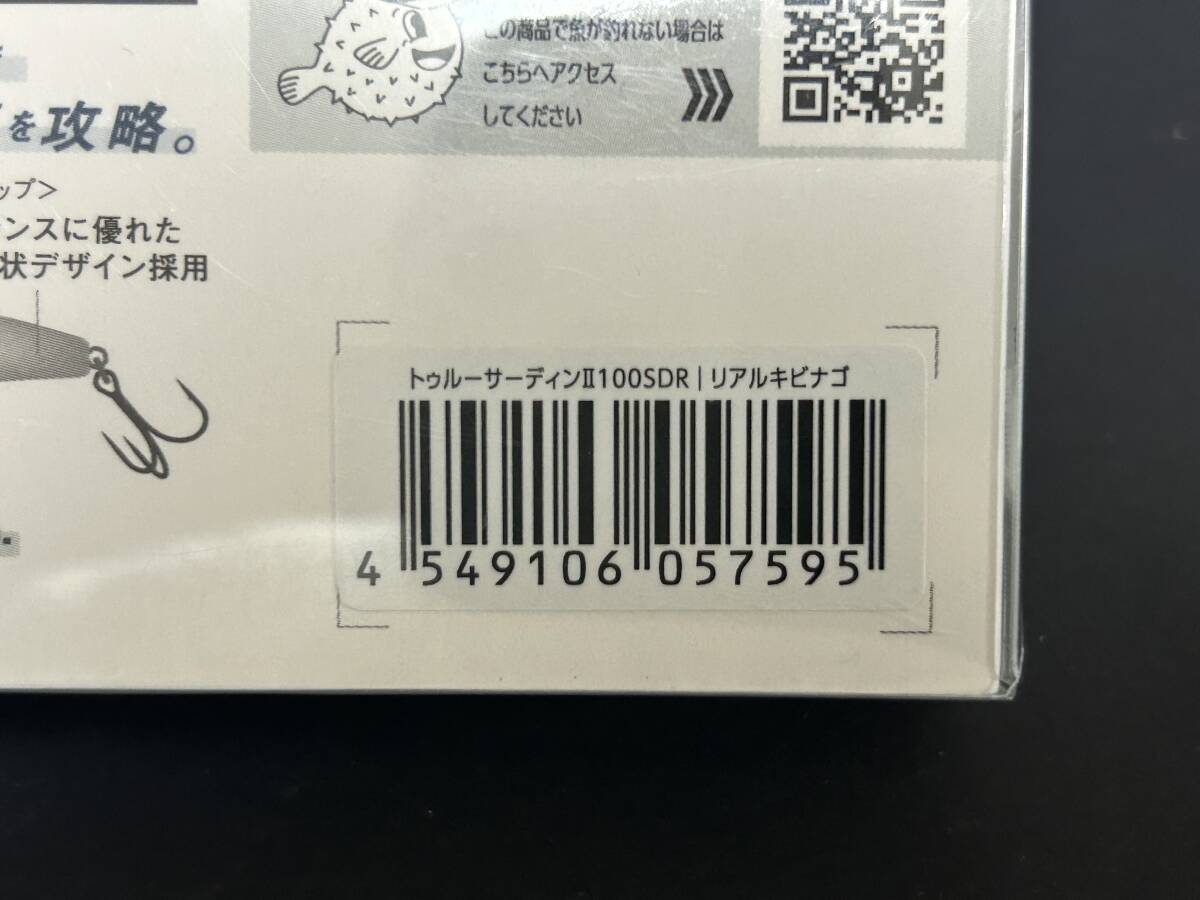 この商品で魚が釣れない場合は
こちらへアクセス
してください
を攻略。
ップ>
ンスに優れた
状デザイン採用
トゥルーサーディンⅡ100SDR|リアルキビナゴ
4 549106 057595